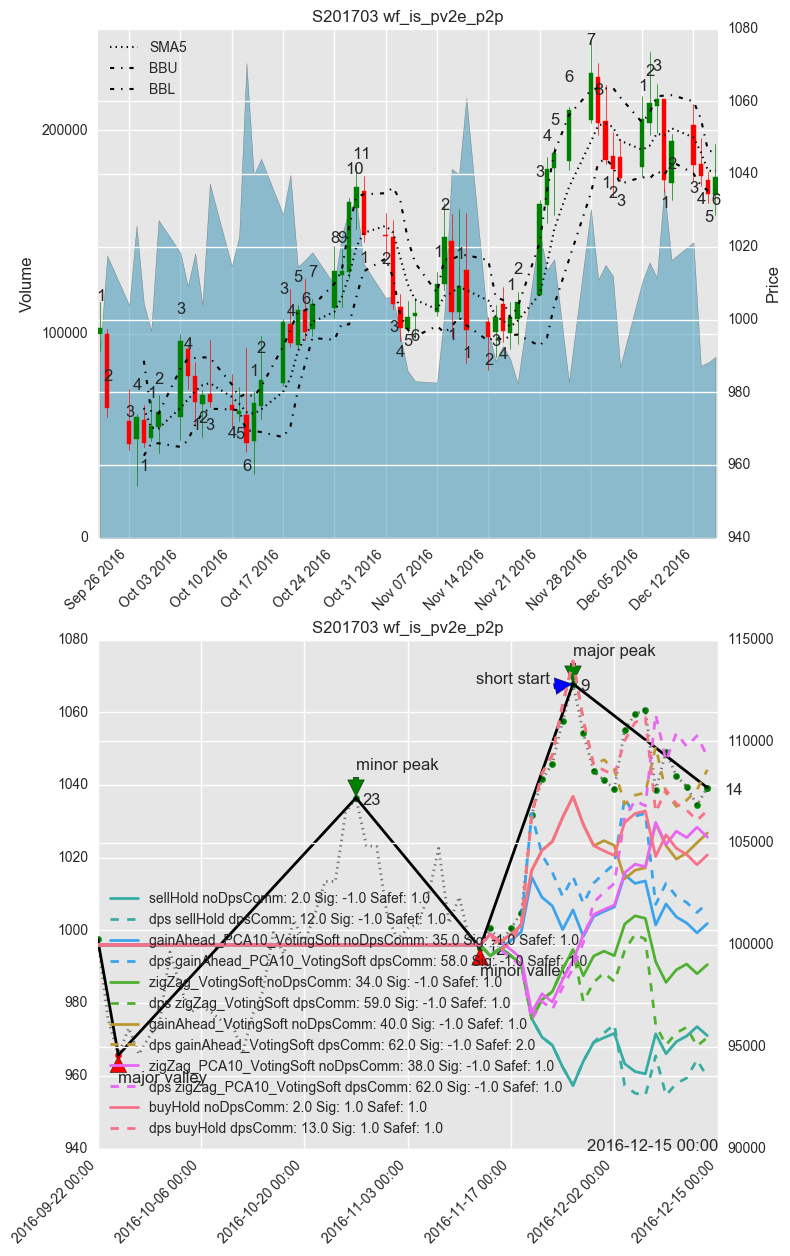 S201703 wf_is_pv2e_p2p
SMA5
BBU
BBL
Volume
Price
200000
100000
0
1080
1060
1040
1020
1000
980
960
940
Sep 26 2016
Oct 03 2016
Oct 10 2016
Oct 17 2016
Oct 24 2016
Oct 31 2016
Nov 07 2016
Nov 14 2016
Nov 21 2016
Nov 28 2016
Dec 05 2016
Dec 12 2016
S201703 wf_is_pv2e_p2p
1080
1060
1040
1020
1000
980
960
940
115000
110000
105000
100000
95000
90000
major peak
short start
9
minor peak
23
14
12
minor valley
major valley
sellHold noDpsComm: 2.0 Sig: -1.0 Safef: 1.0
dps sellHold dpsComm: 12.0 Sig: -1.0 Safef: 1.0
gainAhead_PCA10_VotingSoft noDpsComm: 35.0 Sig: -1.0 Safef: 1.0
dps gainAhead_PCA10_VotingSoft dpsComm: 58.0 Sig: -1.0 Safef: 1.0
zigZag_VotingSoft noDpsComm: 34.0 Sig: -1.0 Safef: 1.0
dps zigZag_VotingSoft dpsComm: 59.0 Sig: -1.0 Safef: 1.0
gainAhead_VotingSoft noDpsComm: 40.0 Sig: -1.0 Safef: 1.0
dps gainAhead_VotingSoft dpsComm: 62.0 Sig: -1.0 Safef: 2.0
zigZag_PCA10_VotingSoft noDpsComm: 38.0 Sig: -1.0 Safef: 1.0
dps zigZag_PCA10_VotingSoft dpsComm: 62.0 Sig: -1.0 Safef: 1.0
buyHold noDpsComm: 2.0 Sig: 1.0 Safef: 1.0
dps buyHold dpsComm: 13.0 Sig: 1.0 Safef: 1.0
2016-12-15 00:00
2016-09-22 00:00
2016-10-06 00:00
2016-10-20 00:00
2016-11-03 00:00
2016-11-17 00:00
2016-12-02 00:00
2016-12-15 00:00